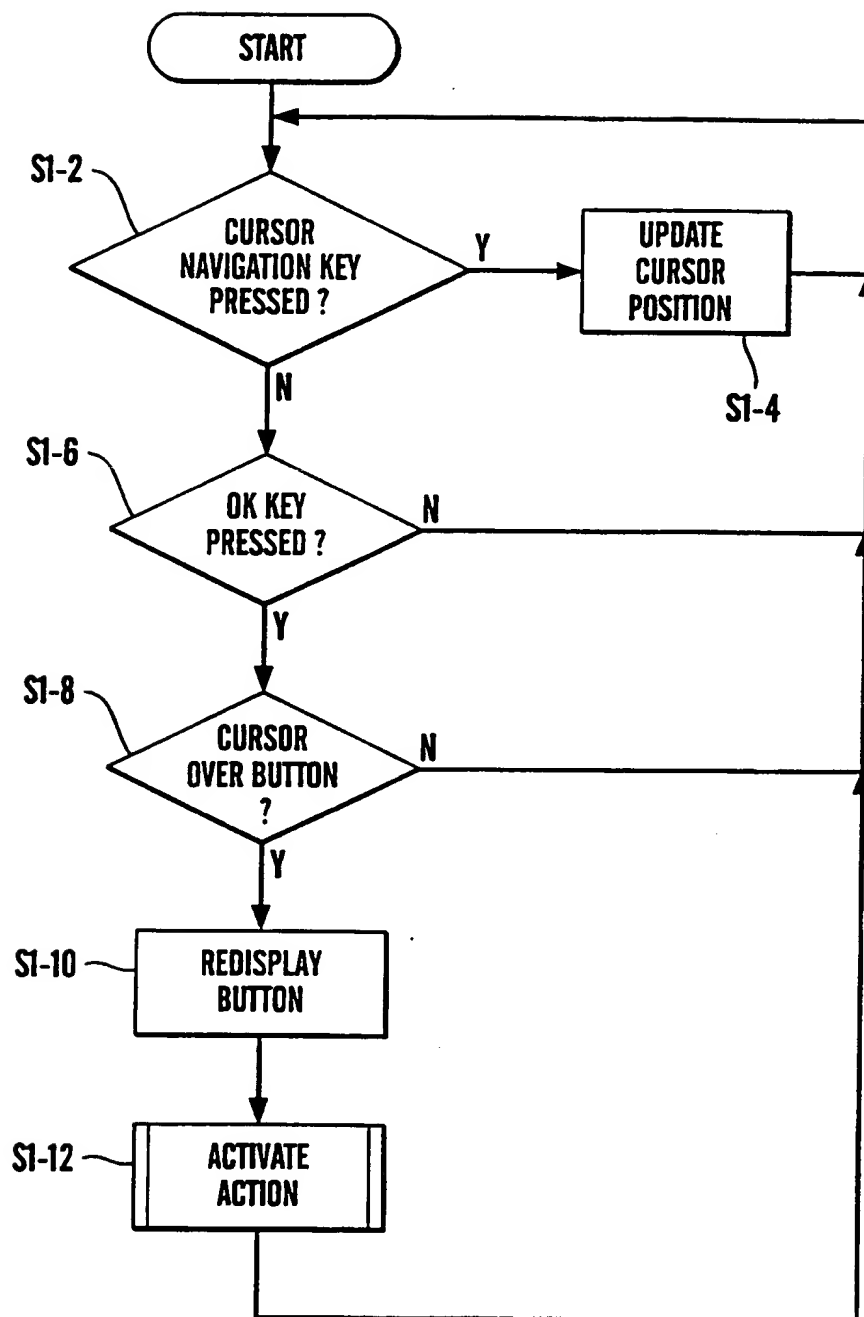 START
S1-2
CURSOR
NAVIGATION KEY
PRESSED ?
Y
UPDATE
CURSOR
POSITION
S1-4
N
S1-6
OK KEY
PRESSED ?
N
Y
S1-8
CURSOR
OVER BUTTON
?
N
Y
S1-10
REDISPLAY
BUTTON
S1-12
ACTIVATE
ACTION